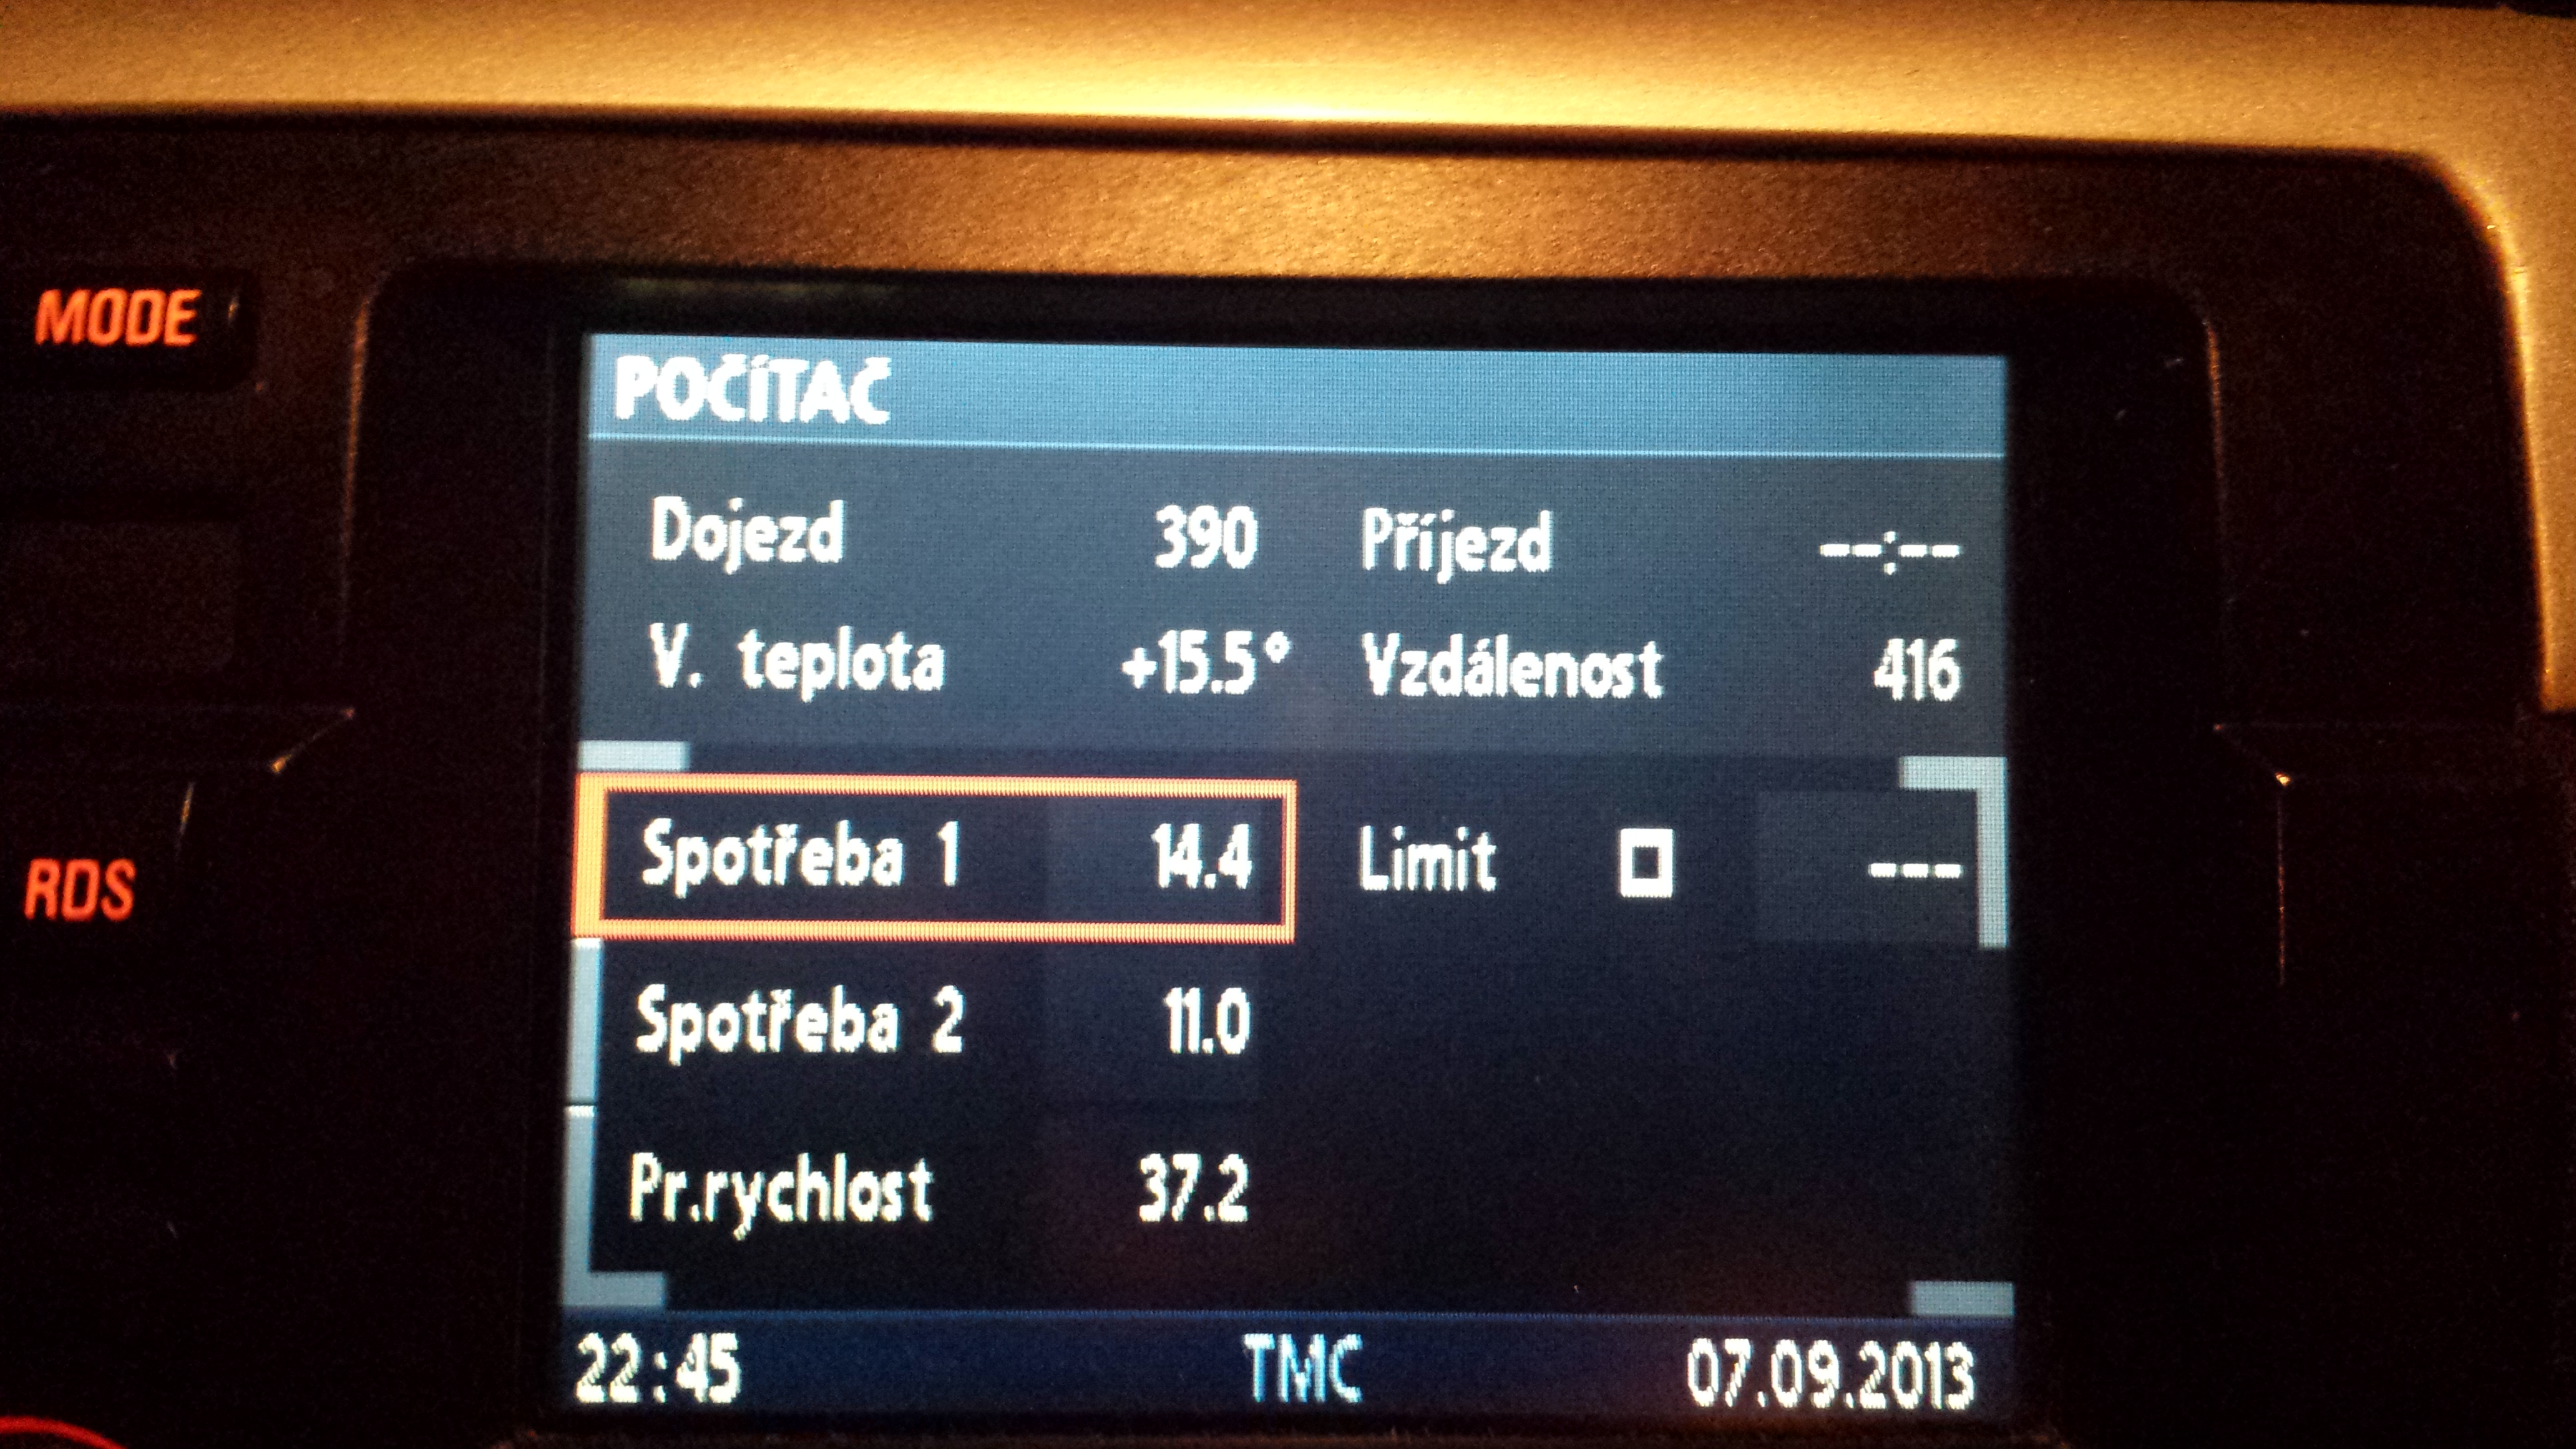 MODE
RDS
POČÍTAČ
Dojezd 390 Příjezd --:--
V. teplota +15.5° Vzdálenost 416
Spotřeba 1 14.4 Limit ---
Spotřeba 2 11.0
Pr.rychlost 37.2
22:45 TMC 07.09.2013